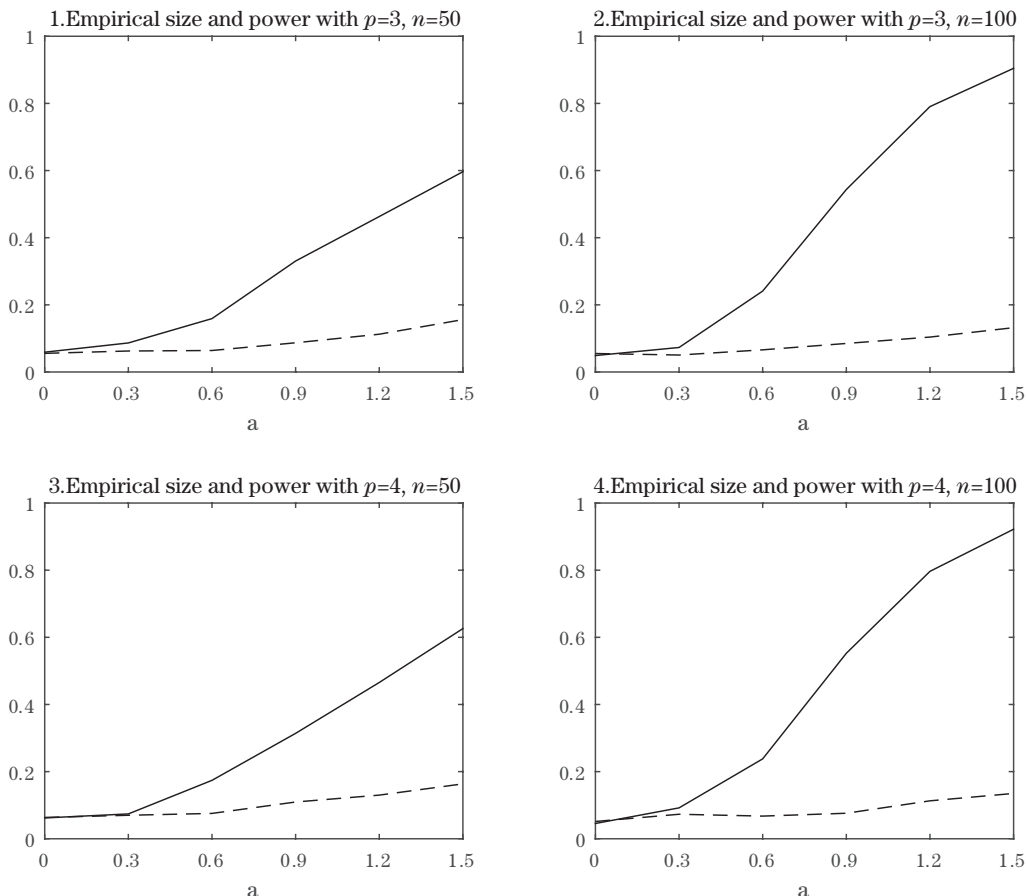 1.Empirical size and power with p=3, n=50
1
0.8
0.6
0.4
0.2
0
0 0.3 0.6 0.9 1.2 1.5
a
2.Empirical size and power with p=3, n=100
1
0.8
0.6
0.4
0.2
0
0 0.3 0.6 0.9 1.2 1.5
a
3.Empirical size and power with p=4, n=50
1
0.8
0.6
0.4
0.2
0
0 0.3 0.6 0.9 1.2 1.5
a
4.Empirical size and power with p=4, n=100
1
0.8
0.6
0.4
0.2
0
0 0.3 0.6 0.9 1.2 1.5
a